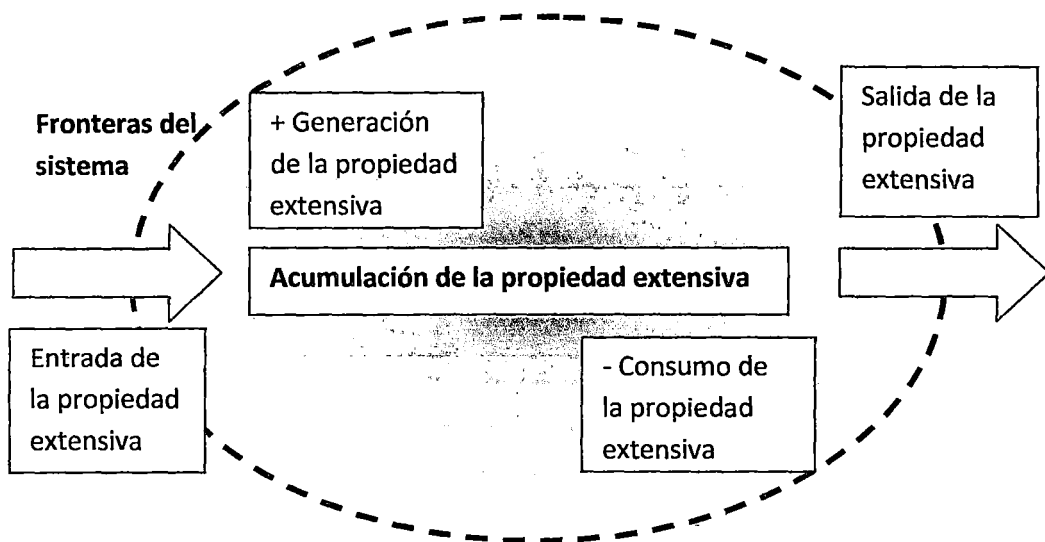 Fronteras del
sistema
+ Generación
de la propiedad
extensiva
Salida de la
propiedad
extensiva
Acumulación de la propiedad extensiva
Entrada de
la propiedad
extensiva
- Consumo de
la propiedad
extensiva